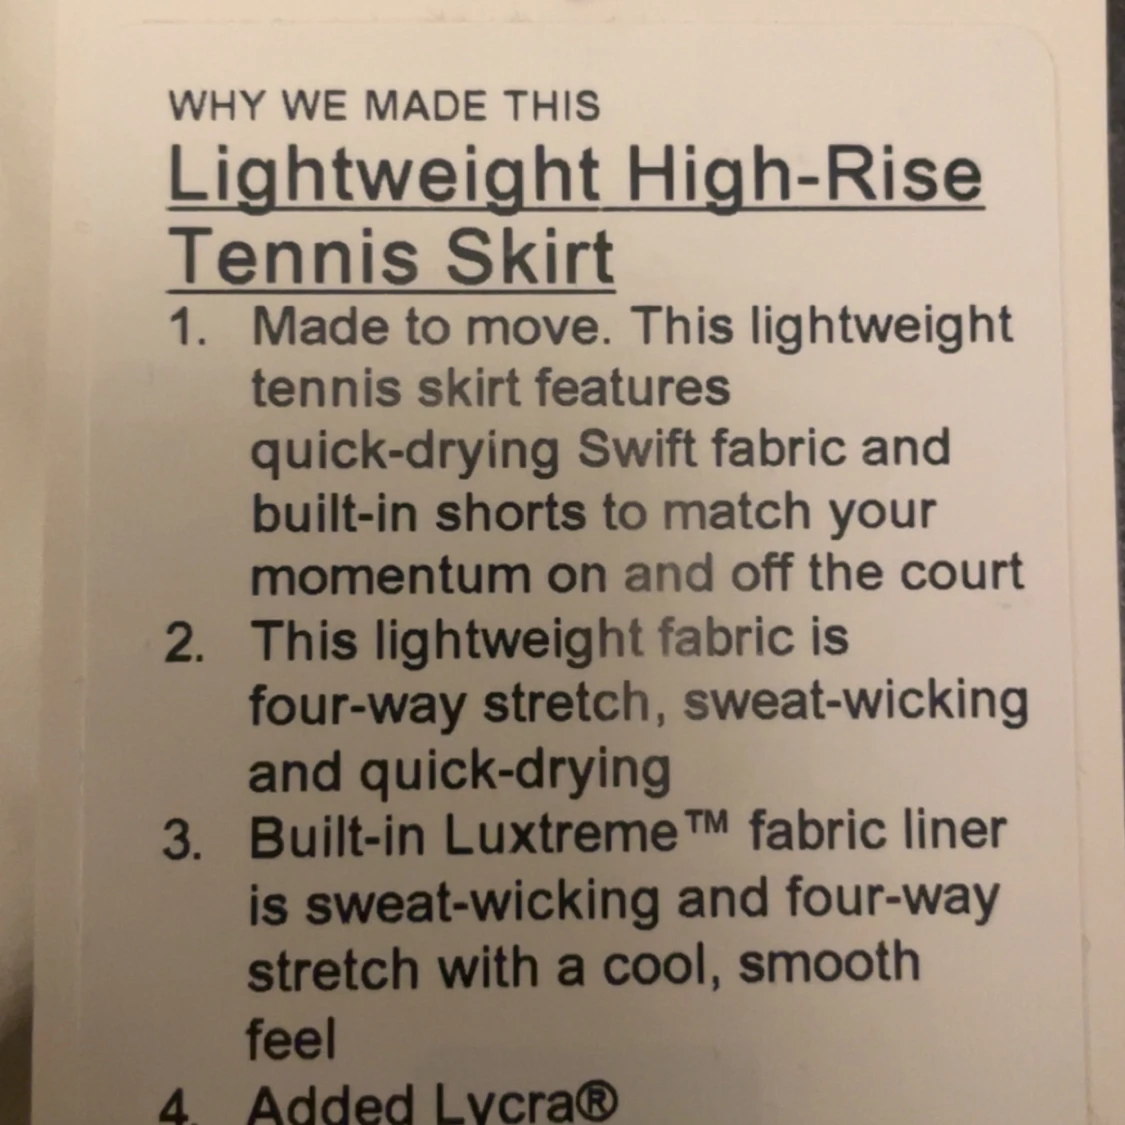 WHY WE MADE THIS
Lightweight High-Rise
Tennis Skirt
1. Made to move. This lightweight
tennis skirt features
quick-drying Swift fabric and
built-in shorts to match your
momentum on and off the court
2. This lightweight fabric is
four-way stretch, sweat-wicking
and quick-drying
3. Built-in Luxtreme™ fabric liner
is sweat-wicking and four-way
stretch with a cool, smooth
feel
4. Added Lycra®